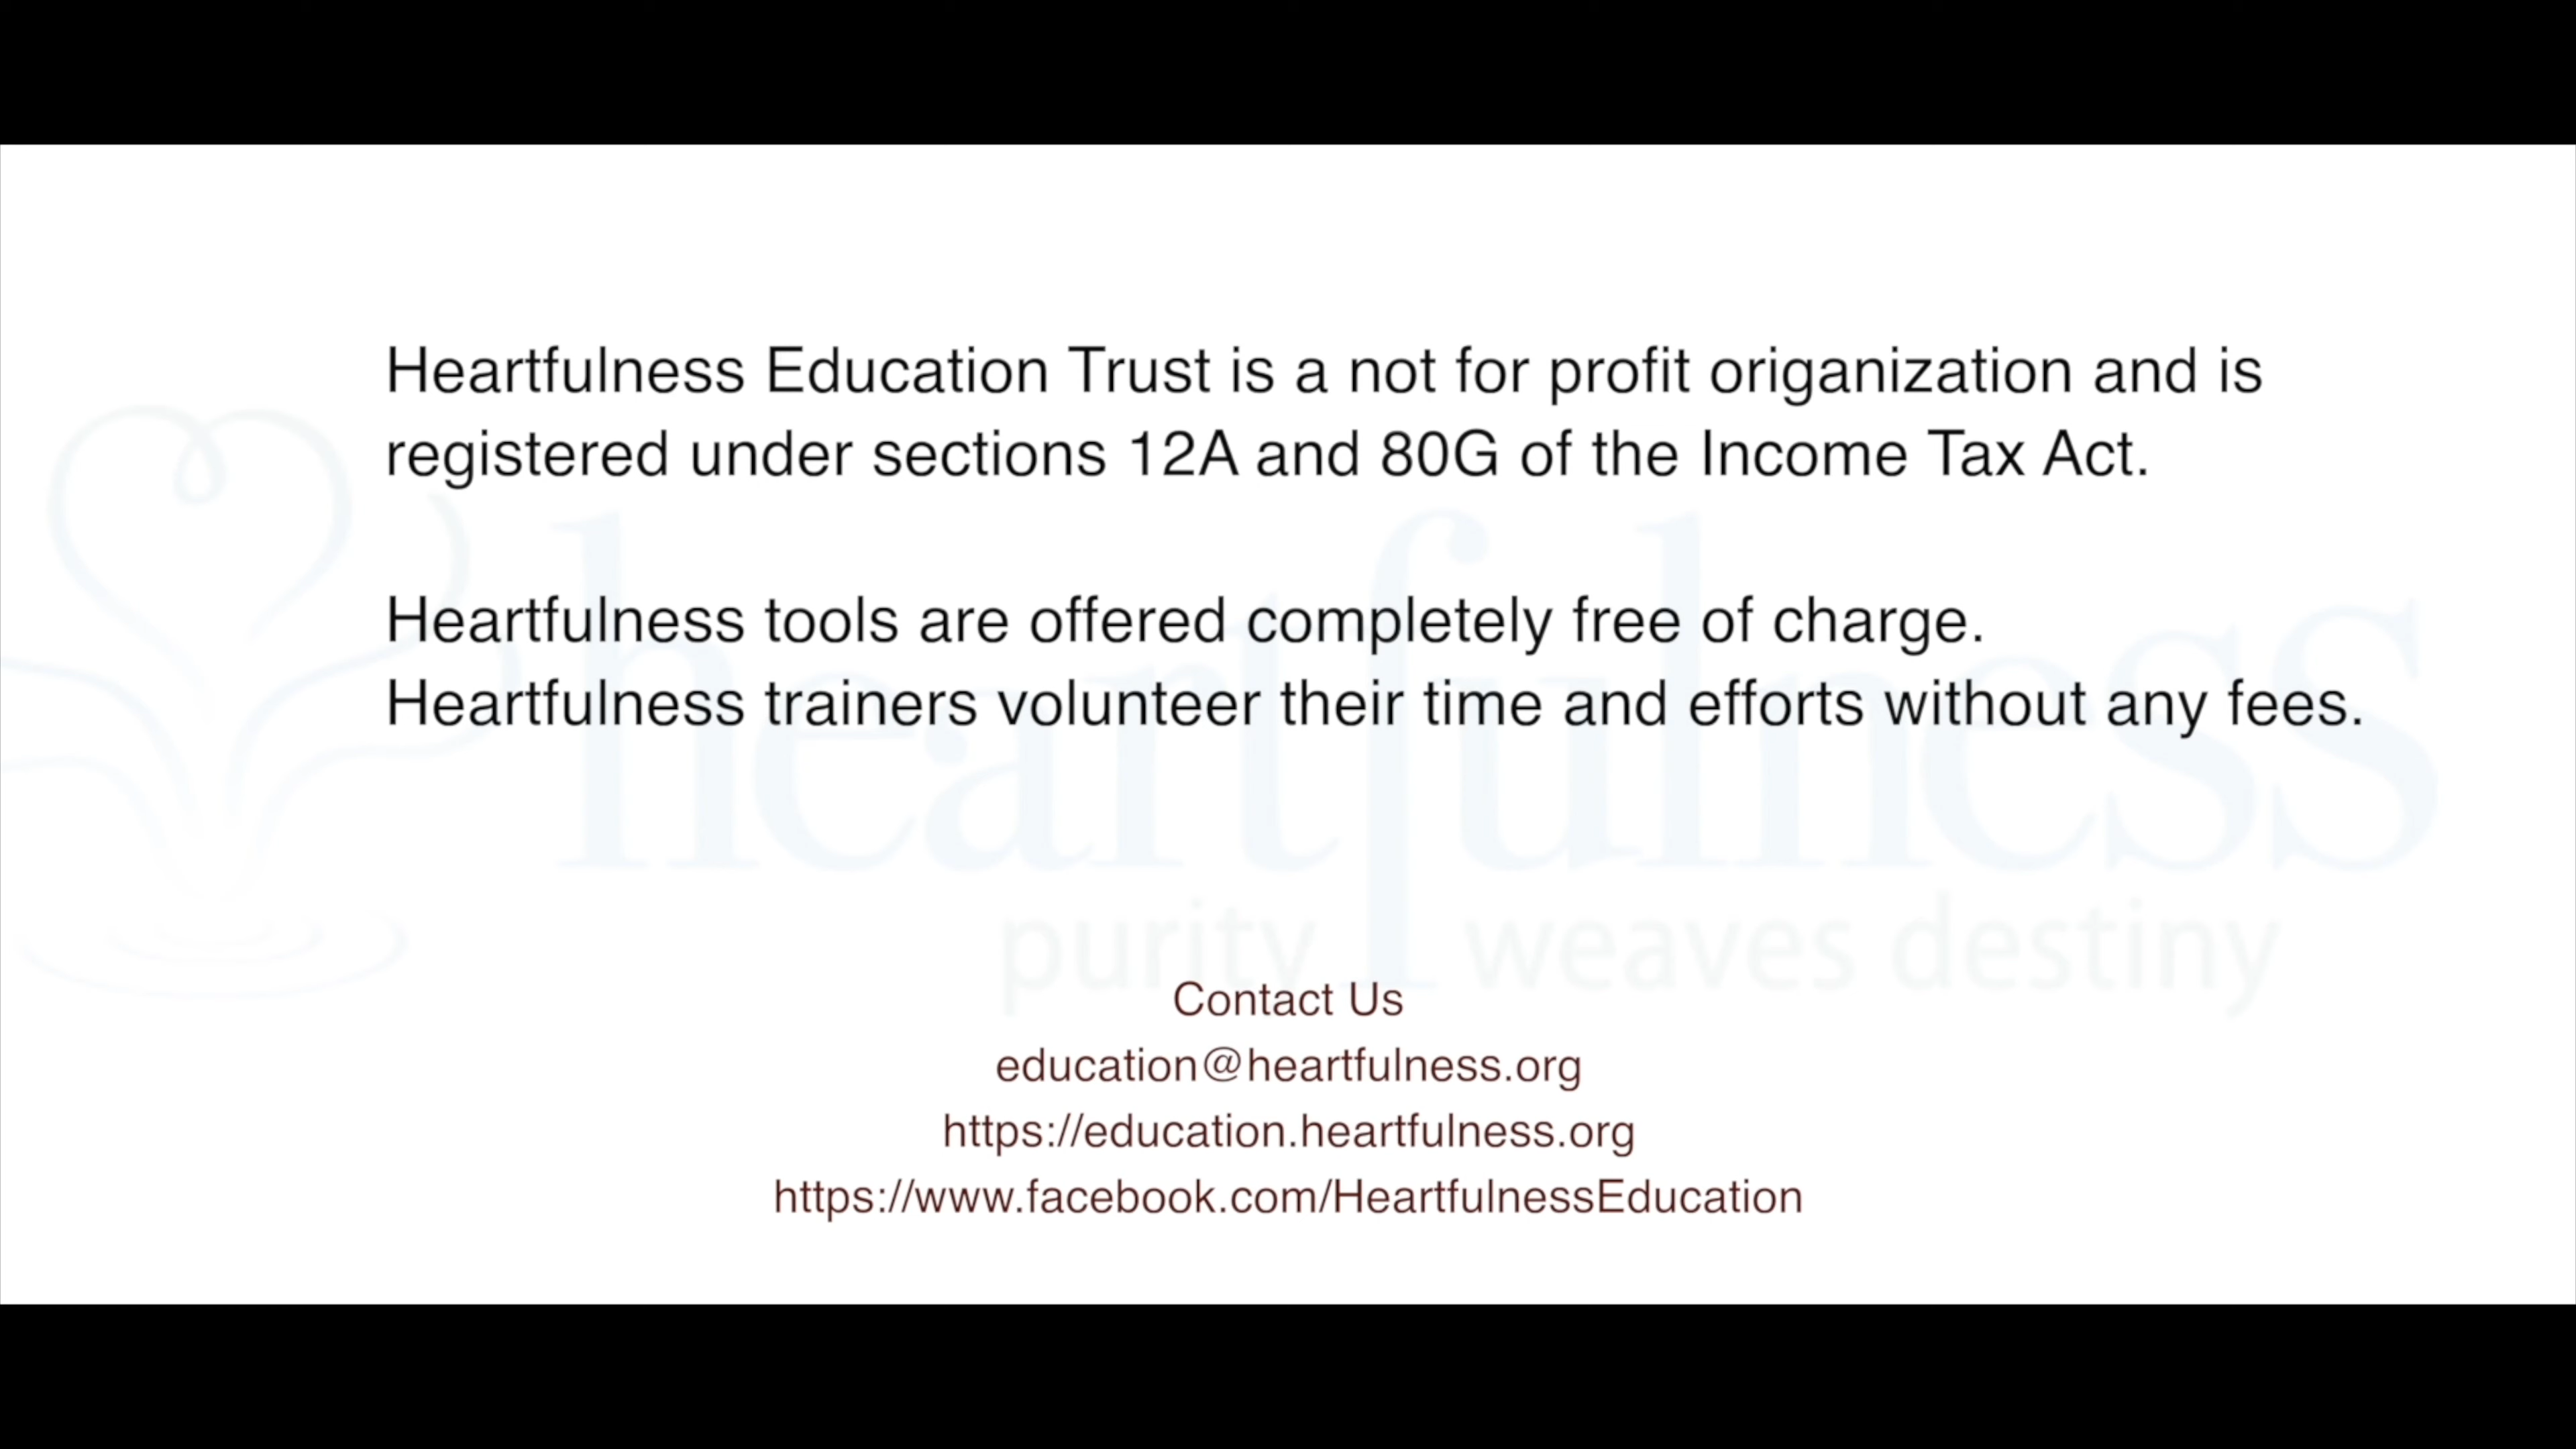 Heartfulness Education Trust is a not for profit origanization and is
registered under sections 12A and 80G of the Income Tax Act.
Heartfulness tools are offered completely free of charge.
Heartfulness trainers volunteer their time and efforts without any fees.
heartfulness
purity weaves destiny
Contact Us
education@heartfulness.org
https://education.heartfulness.org
https://www.facebook.com/HeartfulnessEducation